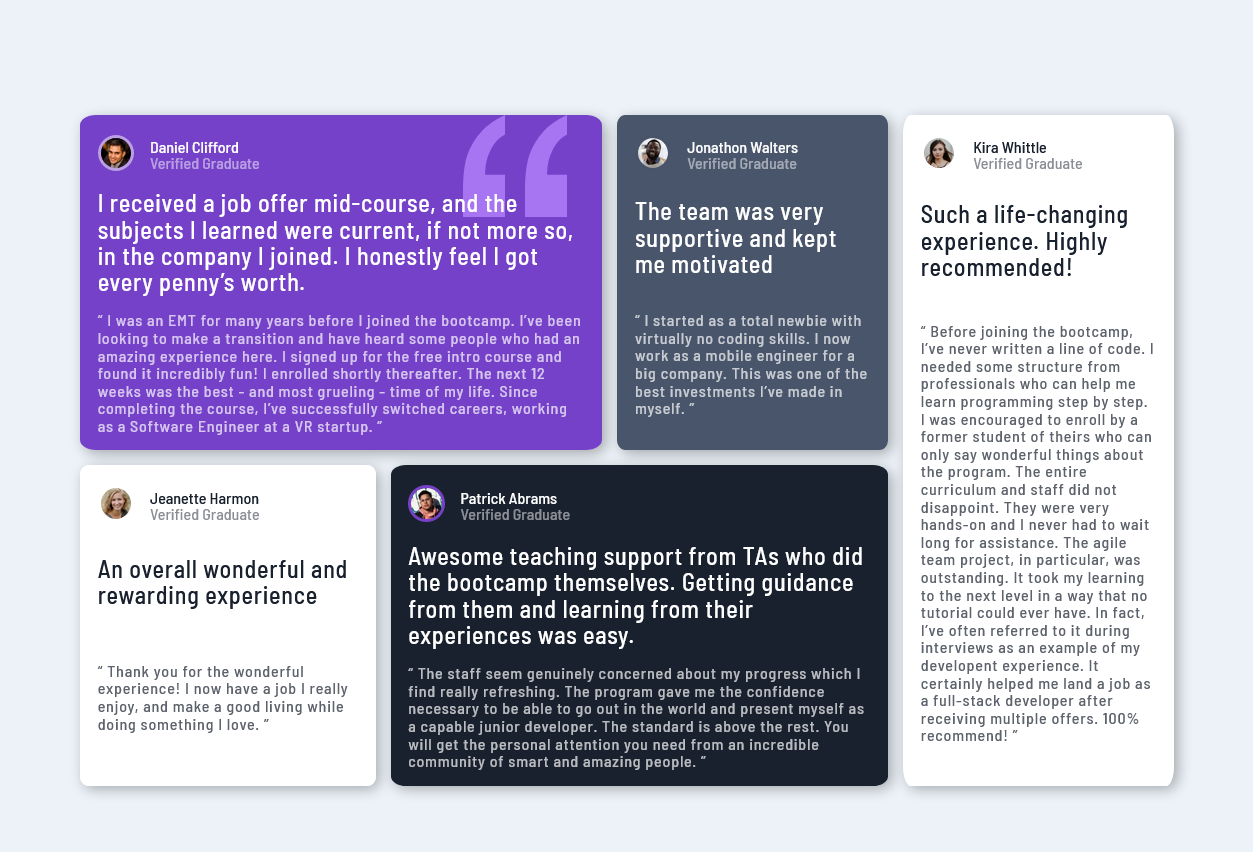 Daniel Clifford
Verified Graduate
I received a job offer mid-course, and the
subjects I learned were current, if not more so,
in the company I joined. I honestly feel I got
every penny’s worth.
“ I was an EMT for many years before I joined the bootcamp. I’ve been
looking to make a transition and have heard some people who had an
amazing experience here. I signed up for the free intro course and
found it incredibly fun! I enrolled shortly thereafter. The next 12
weeks was the best - and most grueling - time of my life. Since
completing the course, I’ve successfully switched careers, working
as a Software Engineer at a VR startup. ”
Jonathon Walters
Verified Graduate
The team was very
supportive and kept
me motivated
“ I started as a total newbie with
virtually no coding skills. I now
work as a mobile engineer for a
big company. This was one of the
best investments I’ve made in
myself. ”
Kira Whittle
Verified Graduate
Such a life-changing
experience. Highly
recommended!
“ Before joining the bootcamp,
I’ve never written a line of code. I
needed some structure from
professionals who can help me
learn programming step by step.
I was encouraged to enroll by a
former student of theirs who can
only say wonderful things about
the program. The entire
curriculum and staff did not
disappoint. They were very
hands-on and I never had to wait
long for assistance. The agile
team project, in particular, was
outstanding. It took my learning
to the next level in a way that no
tutorial could ever have. In fact,
I’ve often referred to it during
interviews as an example of my
developent experience. It
certainly helped me land a job as
a full-stack developer after
receiving multiple offers. 100%
recommend! ”
Jeanette Harmon
Verified Graduate
An overall wonderful and
rewarding experience
“ Thank you for the wonderful
experience! I now have a job I really
enjoy, and make a good living while
doing something I love. ”
Patrick Abrams
Verified Graduate
Awesome teaching support from TAs who did
the bootcamp themselves. Getting guidance
from them and learning from their
experiences was easy.
“ The staff seem genuinely concerned about my progress which I
find really refreshing. The program gave me the confidence
necessary to be able to go out in the world and present myself as
a capable junior developer. The standard is above the rest. You
will get the personal attention you need from an incredible
community of smart and amazing people. ”